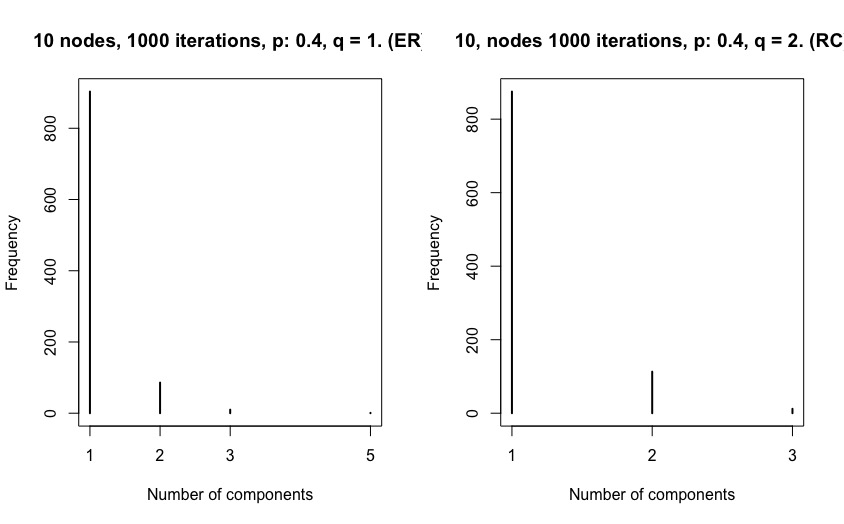 10 nodes, 1000 iterations, p: 0.4, q = 1. (ER)
Frequency
800
600
400
200
0
1 2 3 5
Number of components
10, nodes 1000 iterations, p: 0.4, q = 2. (RC
Frequency
800
600
400
200
0
1 2 3
Number of components